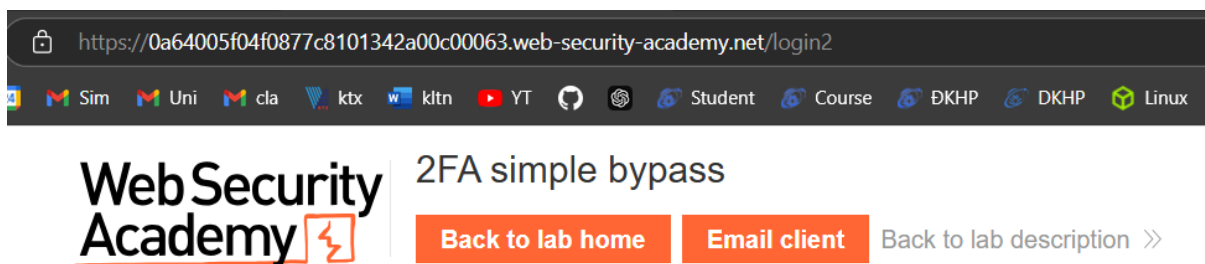 https://0a64005f04f0877c8101342a00c00063.web-security-academy.net/login2
Sim Uni cla ktx kltn YT Student Course ĐKHP DKHP Linux
Web Security
Academy
2FA simple bypass
Back to lab home Email client Back to lab description